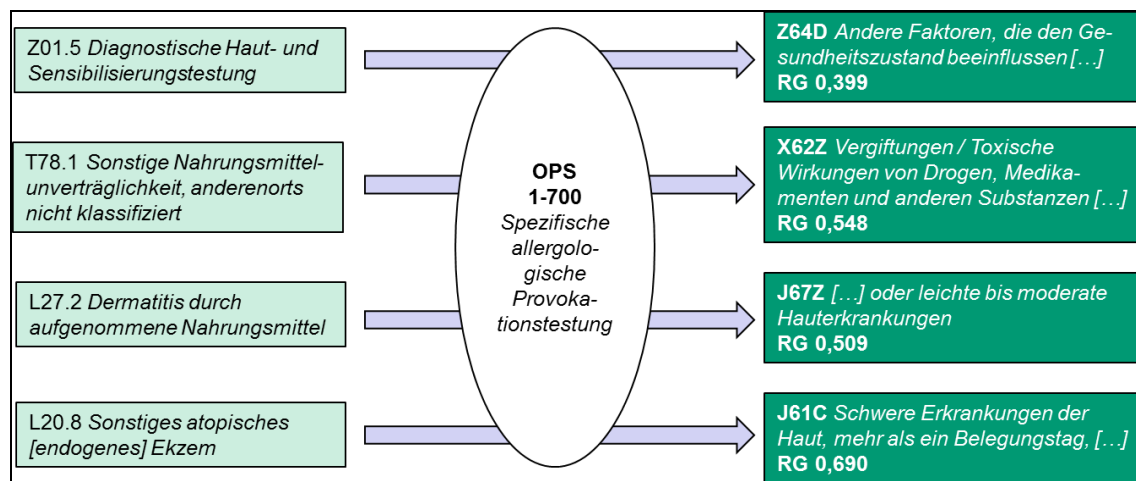 Z01.5 Diagnostische Haut- und
Sensibilisierungstestung
T78.1 Sonstige Nahrungsmittel-
unverträglichkeit, anderenorts
nicht klassifiziert
L27.2 Dermatitis durch
aufgenommene Nahrungsmittel
L20.8 Sonstiges atopisches
[endogenes] Ekzem
OPS
1-700
Spezifische
allergolo-
gische
Provoka-
tionstestung
Z64D Andere Faktoren, die den Ge-
sundheitszustand beeinflussen […]
RG 0,399
X62Z Vergiftungen / Toxische
Wirkungen von Drogen, Medika-
menten und anderen Substanzen […]
RG 0,548
J67Z […] oder leichte bis moderate
Hauterkrankungen
RG 0,509
J61C Schwere Erkrankungen der
Haut, mehr als ein Belegungstag, […]
RG 0,690